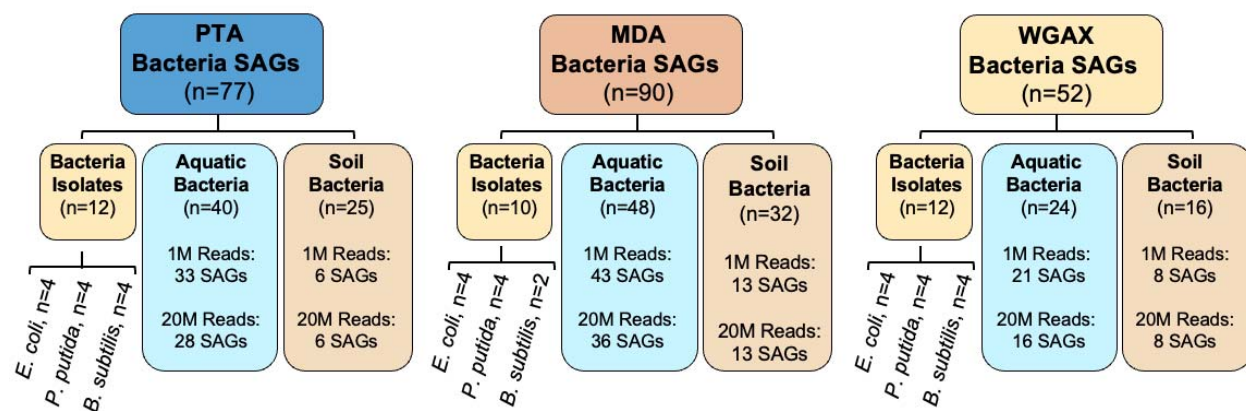 PTA
Bacteria SAGs
(n=77)
Bacteria
Isolates
(n=12)
E. coli, n=4
P. putida, n=4
B. subtilis, n=4
Aquatic
Bacteria
(n=40)
1M Reads:
33 SAGs
20M Reads:
28 SAGs
Soil
Bacteria
(n=25)
1M Reads:
6 SAGs
20M Reads:
6 SAGs
MDA
Bacteria SAGs
(n=90)
Bacteria
Isolates
(n=10)
E. coli, n=4
P. putida, n=4
B. subtilis, n=2
Aquatic
Bacteria
(n=48)
1M Reads:
43 SAGs
20M Reads:
36 SAGs
Soil
Bacteria
(n=32)
1M Reads:
13 SAGs
20M Reads:
13 SAGs
WGAX
Bacteria SAGs
(n=52)
Bacteria
Isolates
(n=12)
E. coli, n=4
P. putida, n=4
B. subtilis, n=4
Aquatic
Bacteria
(n=24)
1M Reads:
21 SAGs
20M Reads:
16 SAGs
Soil
Bacteria
(n=16)
1M Reads:
8 SAGs
20M Reads:
8 SAGs